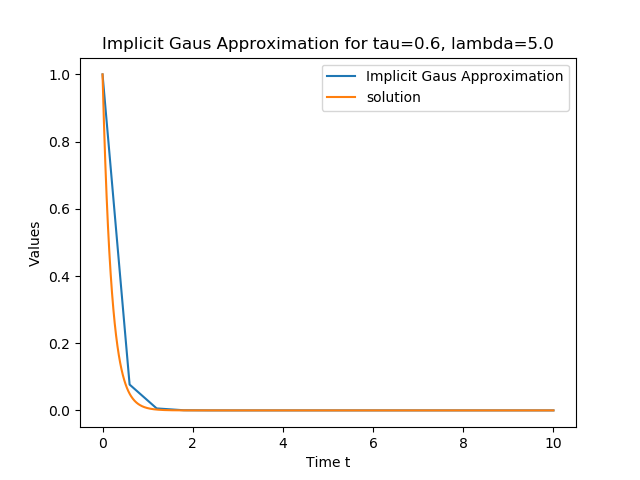 Implicit Gaus Approximation for tau=0.6, lambda=5.0
Implicit Gaus Approximation
solution
1.0
0.8
0.6
0.4
0.2
0.0
Values
0 2 4 6 8 10
Time t